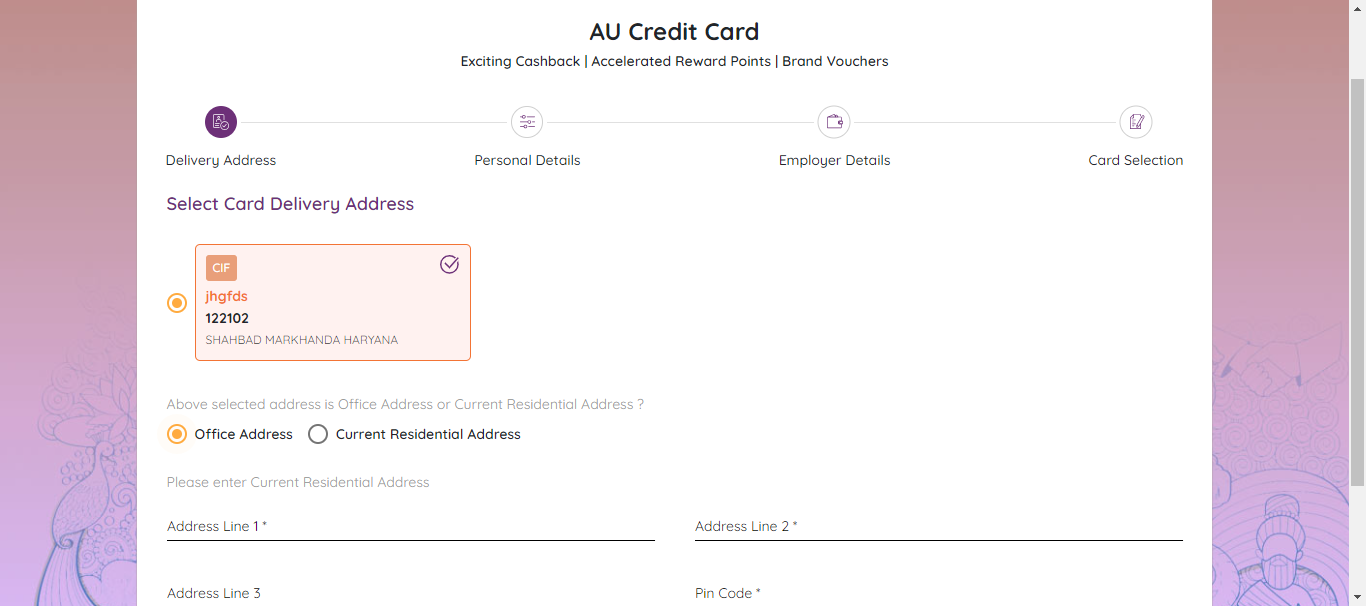 AU Credit Card
Exciting Cashback | Accelerated Reward Points | Brand Vouchers
Delivery Address
Personal Details
Employer Details
Card Selection
Select Card Delivery Address
CIF
jhgfds
122102
SHAHBAD MARKHANDA HARYANA
Above selected address is Office Address or Current Residential Address ?
Office Address
Current Residential Address
Please enter Current Residential Address
Address Line 1 *
Address Line 2 *
Address Line 3
Pin Code *